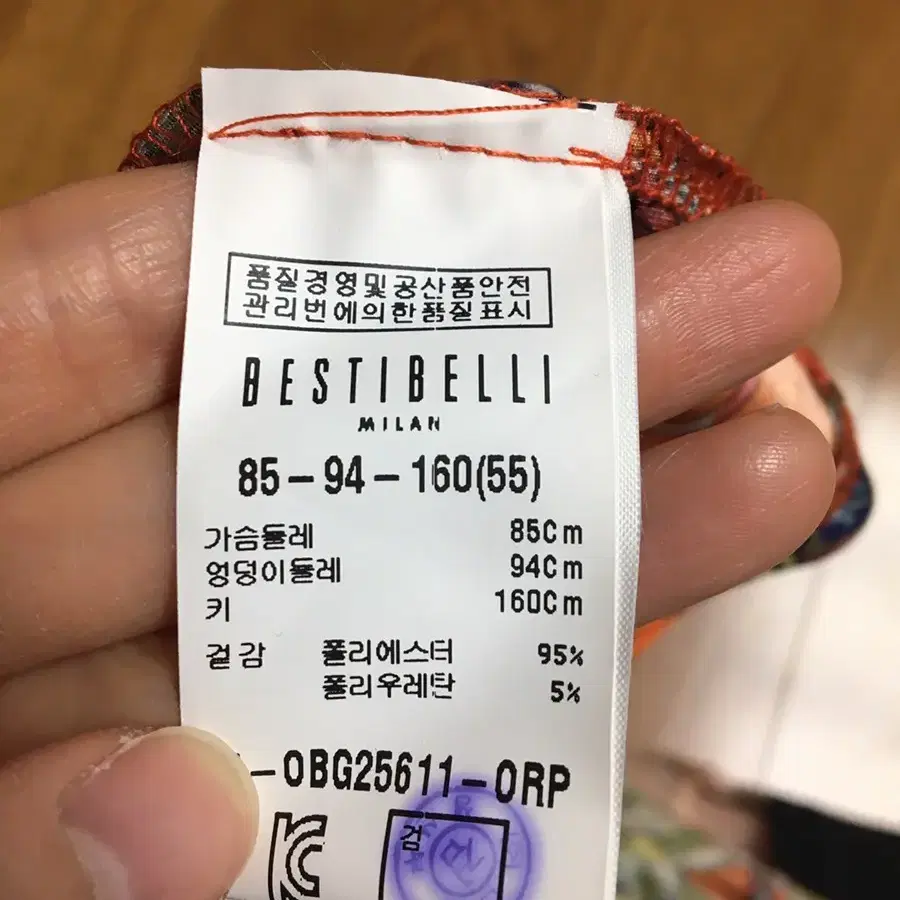 품질경영및공산품안전
관리번에의한품질표시
BESTIBELLI
MILAN
85-94-160(55)
가슴둘레 85Cm
엉덩이둘레 94Cm
키 160Cm
겉감 폴리에스터 95%
폴리우레탄 5%
-OBG25611-ORP
검